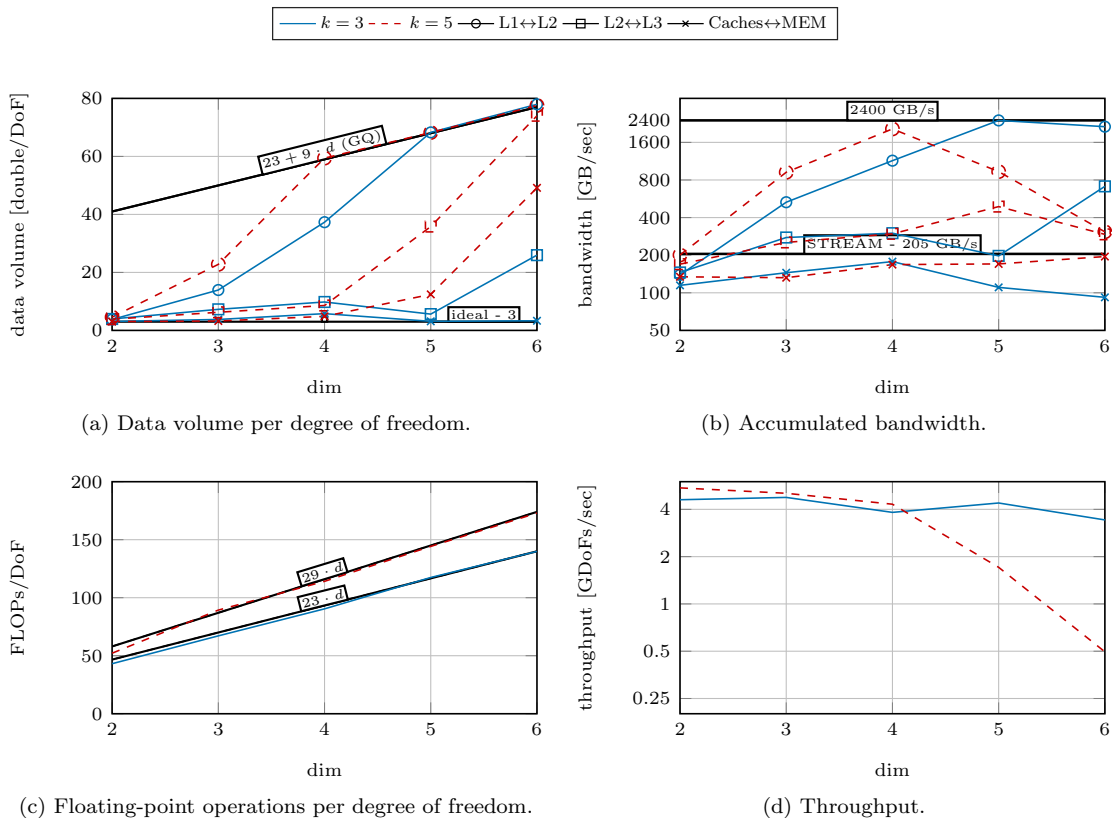 k = 3 k = 5 L1↔L2 L2↔L3 Caches↔MEM
data volume [double/DoF]
80
60
40
20
0
23 + 9 · d (GQ)
ideal - 3
2 3 4 5 6
dim
(a) Data volume per degree of freedom.
bandwidth [GB/sec]
2400
1600
800
400
200
100
50
2400 GB/s
STREAM - 205 GB/s
2 3 4 5 6
dim
(b) Accumulated bandwidth.
FLOPs/DoF
200
150
100
50
0
29 · d
23 · d
2 3 4 5 6
dim
(c) Floating-point operations per degree of freedom.
throughput [GDoFs/sec]
4
2
1
0.5
0.25
2 3 4 5 6
dim
(d) Throughput.